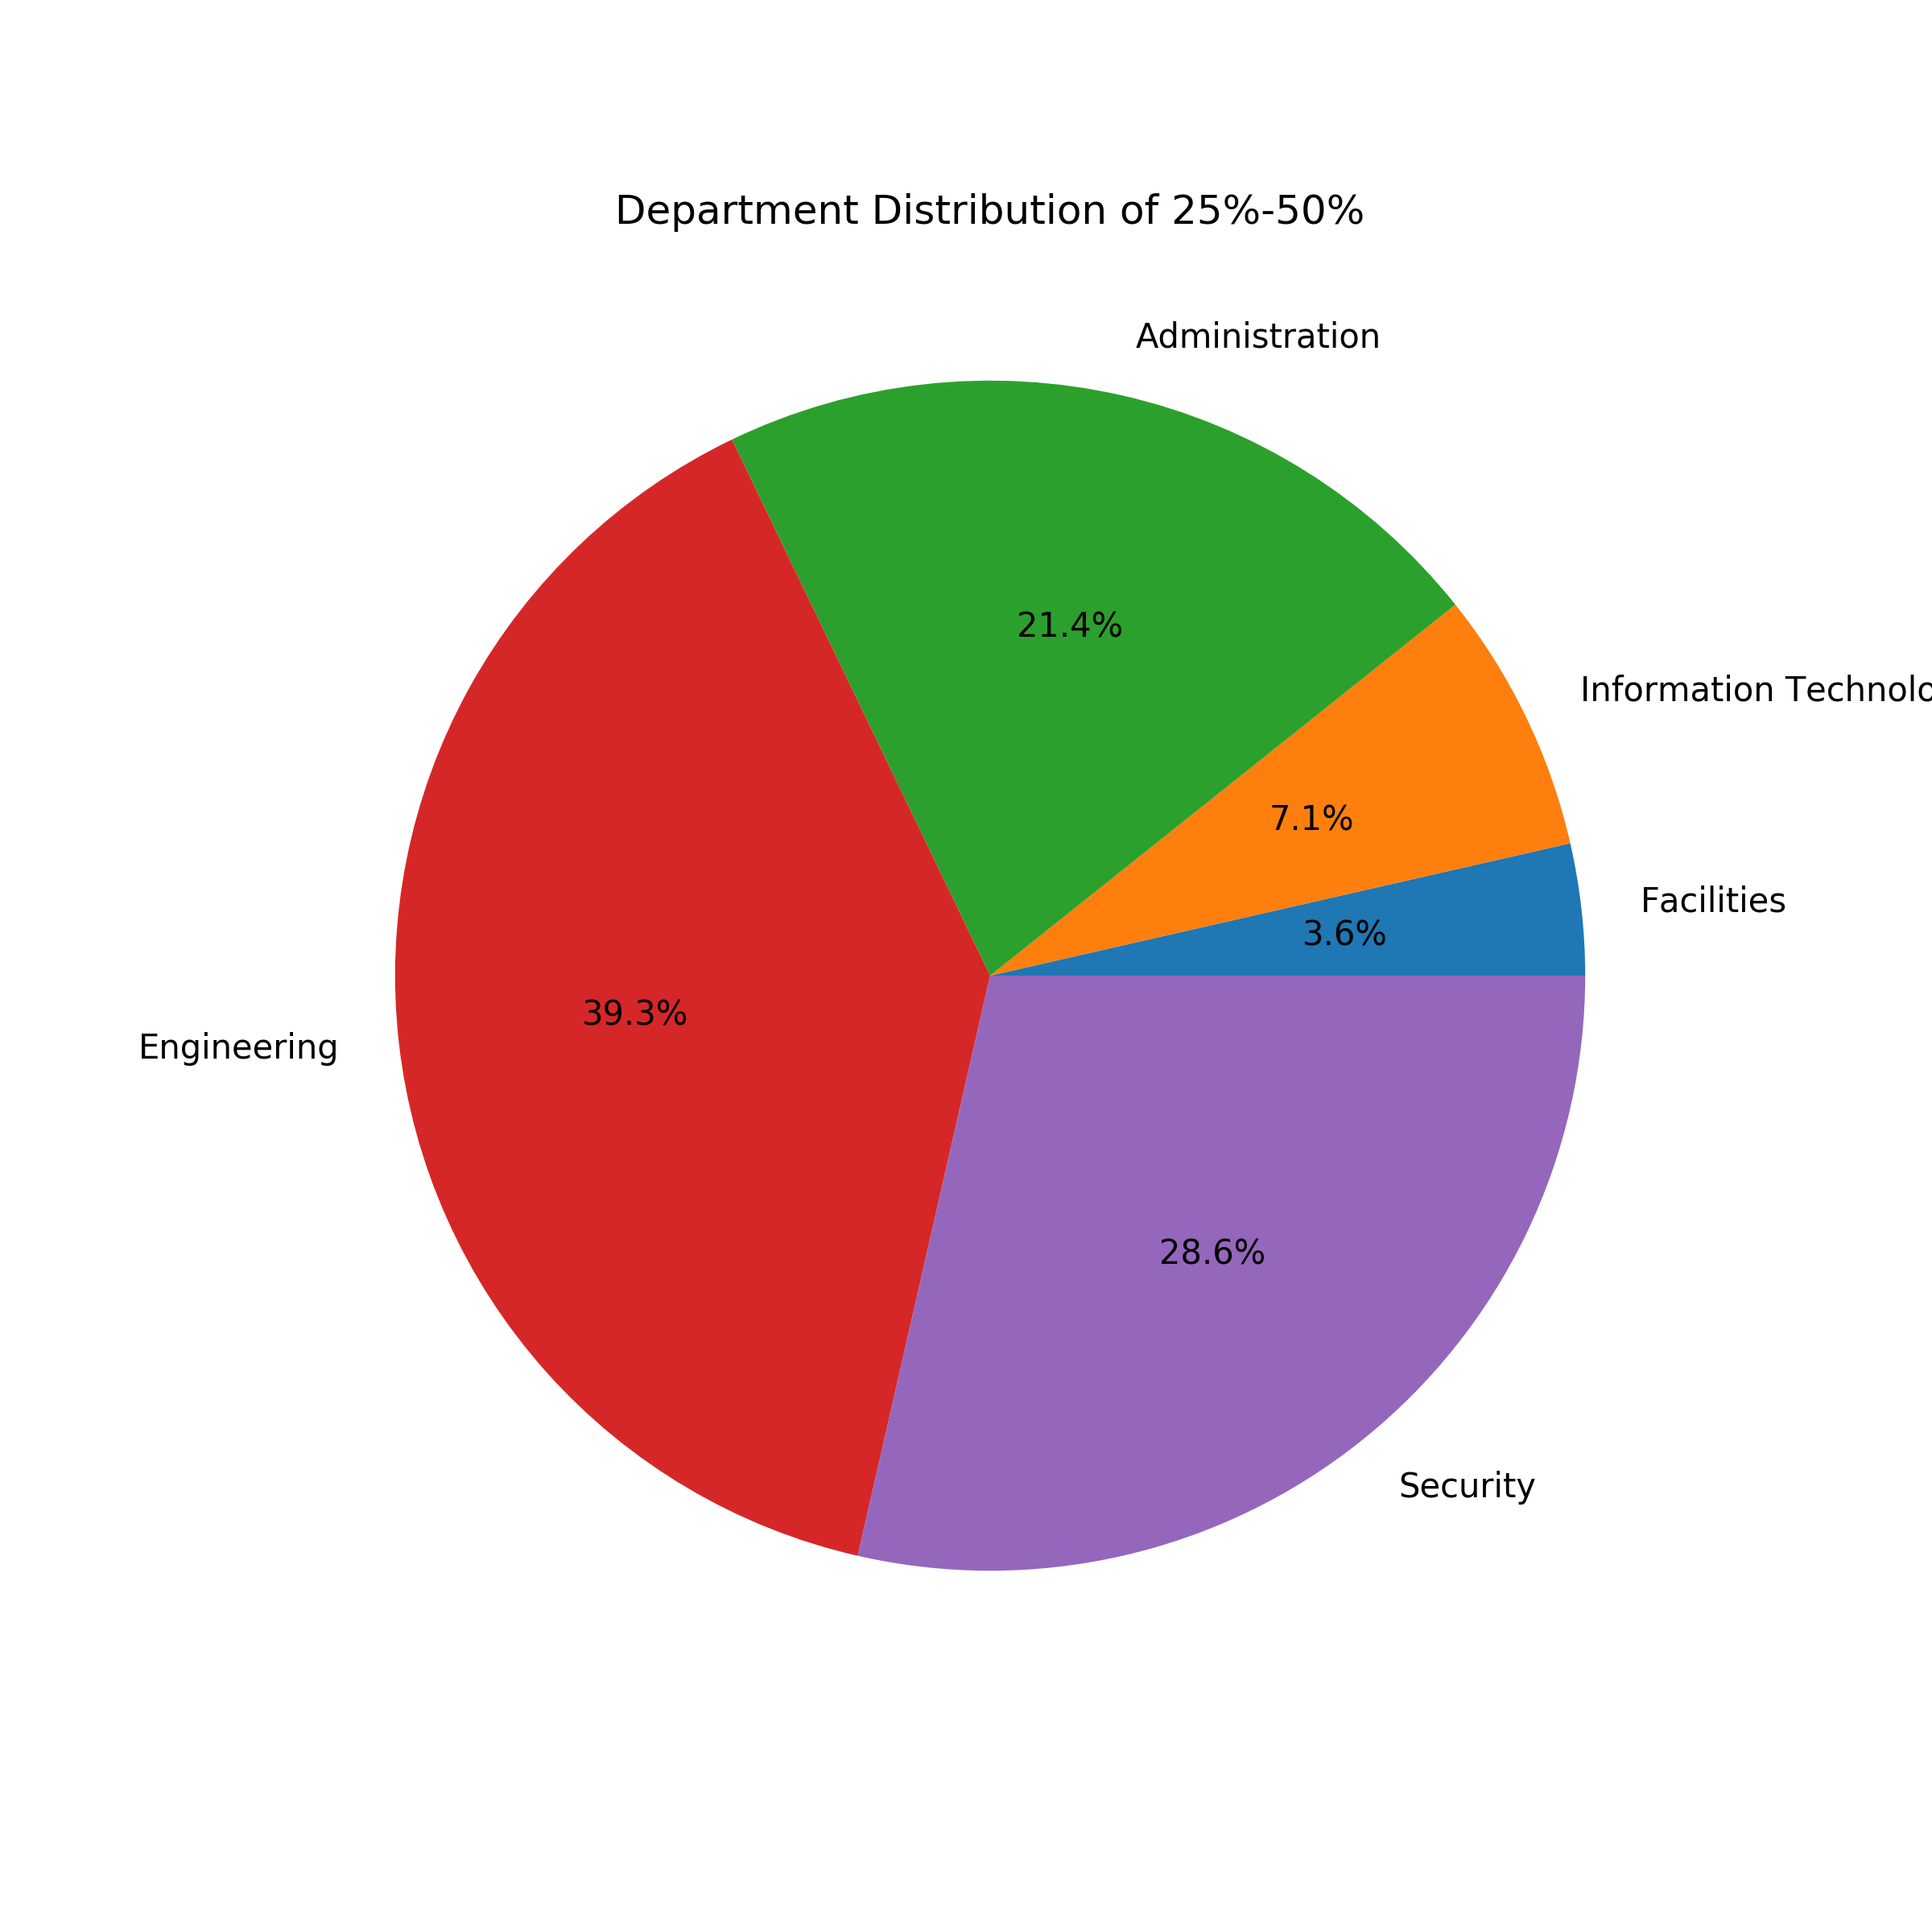 Department Distribution of 25%-50%
Administration
21.4%
Information Technolo
7.1%
Facilities
3.6%
39.3%
Engineering
28.6%
Security